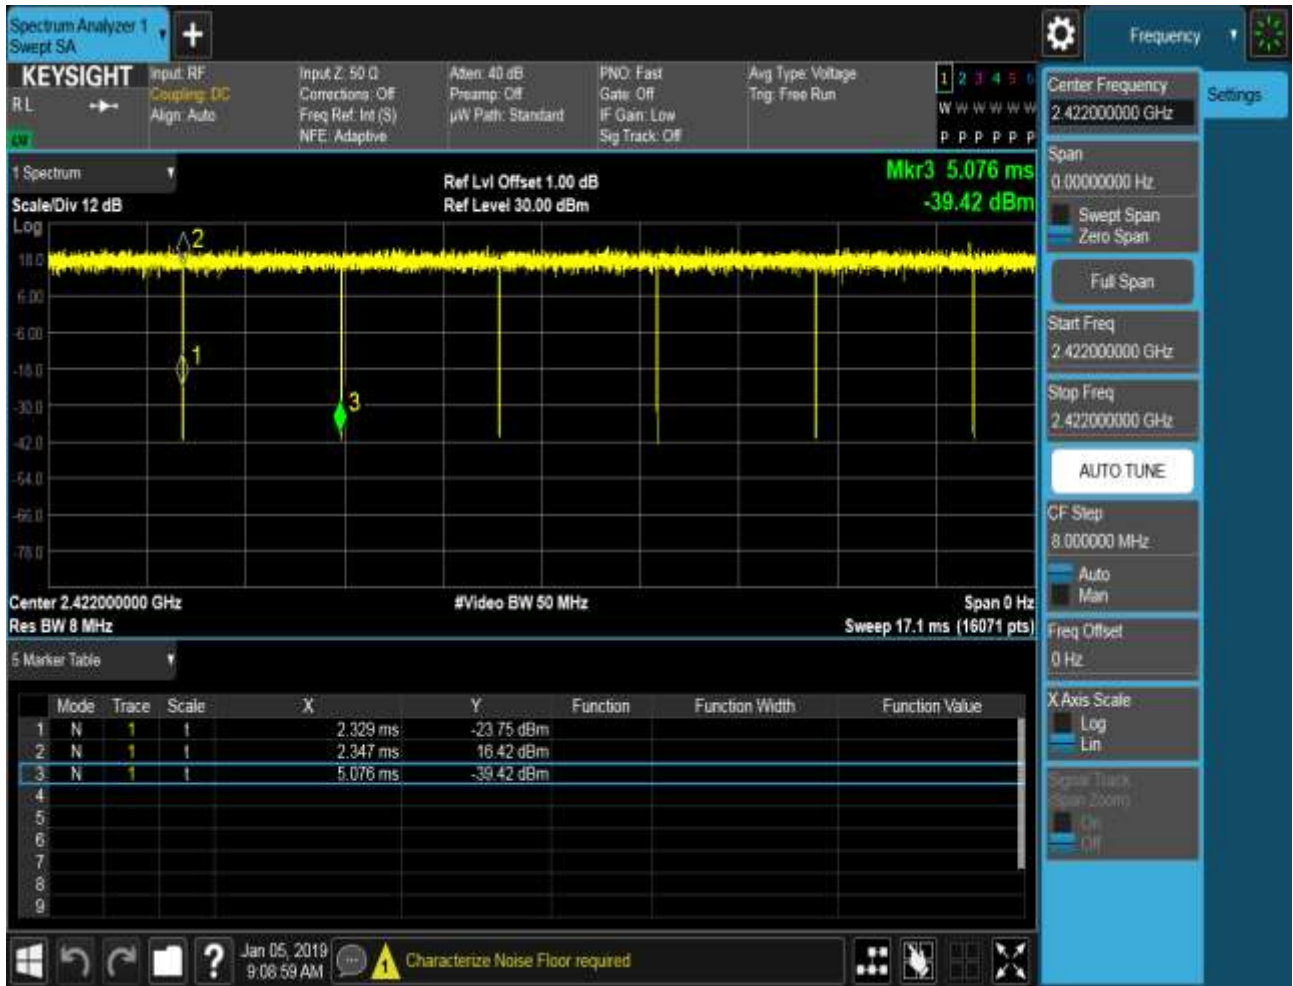 Spectrum Analyzer 1
Swept SA
Frequency
KEYSIGHT
R L
Input: RF
Coupling: DC
Align: Auto
Input Z: 50 Ω
Corrections: Off
Freq Ref: Int (S)
NFE: Adaptive
Atten: 40 dB
Preamp: Off
µW Path: Standard
PNO: Fast
Gate: Off
IF Gain: Low
Sig Track: Off
Avg Type: Voltage
Trig: Free Run
1 2 3 4 5 6
W W W W W W
P P P P P P
1 Spectrum
Scale/Div 12 dB
Log
Ref Lvl Offset 1.00 dB
Ref Level 30.00 dBm
Mkr3 5.076 ms
-39.42 dBm
18.0
6.00
-6.00
-18.0
-30.0
-42.0
-54.0
-66.0
-78.0
2
1
3
Center 2.422000000 GHz
Res BW 8 MHz
#Video BW 50 MHz
Span 0 Hz
Sweep 17.1 ms (16071 pts)
5 Marker Table
Mode Trace Scale X Y Function Function Width Function Value
1 N 1 t 2.329 ms -23.75 dBm
2 N 1 t 2.347 ms 16.42 dBm
3 N 1 t 5.076 ms -39.42 dBm
4
5
6
7
8
9
Jan 05, 2019
9:08:59 AM
?
1
Characterize Noise Floor required
Center Frequency
2.422000000 GHz
Settings
Span
0.00000000 Hz
Swept Span
Zero Span
Full Span
Start Freq
2.422000000 GHz
Stop Freq
2.422000000 GHz
AUTO TUNE
CF Step
8.000000 MHz
Auto
Man
Freq Offset
0 Hz
X Axis Scale
Log
Lin
Signal Track
(Span Zoom)
On
Off